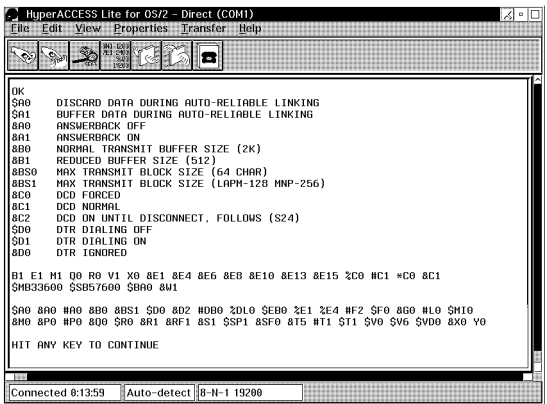 HyperACCESS Lite for OS/2 - Direct (COM1)
File Edit View Properties Transfer Help
OK
$A0 DISCARD DATA DURING AUTO-RELIABLE LINKING
$A1 BUFFER DATA DURING AUTO-RELIABLE LINKING
&A0 ANSWERBACK OFF
&A1 ANSWERBACK ON
&B0 NORMAL TRANSMIT BUFFER SIZE (2K)
&B1 REDUCED BUFFER SIZE (512)
&BS0 MAX TRANSMIT BLOCK SIZE (64 CHAR)
&BS1 MAX TRANSMIT BLOCK SIZE (LAPM-128 MNP-256)
&C0 DCD FORCED
&C1 DCD NORMAL
&C2 DCD ON UNTIL DISCONNECT, FOLLOWS (S24)
$D0 DTR DIALING OFF
$D1 DTR DIALING ON
&D0 DTR IGNORED
B1 E1 M1 Q0 R0 V1 X0 &E1 &E4 &E6 &E8 &E10 &E13 &E15 %C0 #C1 *C0 &C1
$MB33600 $SB57600 $BA0 &W1
$A0 &A0 #A0 &B0 &BS1 $D0 &D2 #DB0 %DL0 $EB0 %E1 %E4 #F2 $F0 &G0 #L0 $MI0
&M0 &P0 #P0 &Q0 $R0 &R1 &RF1 &S1 $SP1 &SF0 &T5 #T1 $T1 $V0 $V6 $VD0 &X0 Y0
HIT ANY KEY TO CONTINUE
Connected 0:13:59 Auto-detect 8-N-1 19200